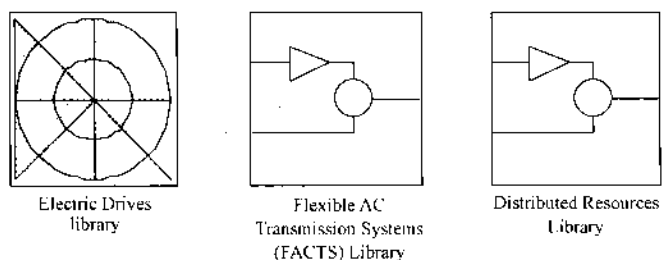 Electric Drives
library
Flexible AC
Transmission Systems
(FACTS) Library
Distributed Resources
Library